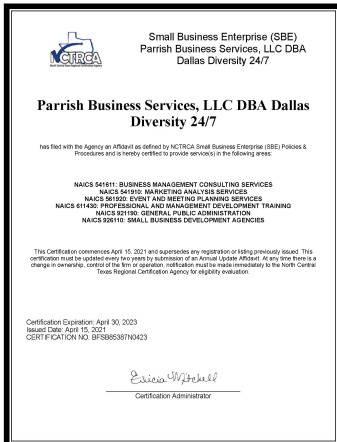 NCTRCA
North Central Texas Regional Certification Agency
Small Business Enterprise (SBE)
Parrish Business Services, LLC DBA
Dallas Diversity 24/7
Parrish Business Services, LLC DBA Dallas
Diversity 24/7
has filed with the Agency an Affidavit as defined by NCTRCA Small Business Enterprise (SBE) Policies &
Procedures and is hereby certified to provide service(s) in the following areas:
NAICS 541611: BUSINESS MANAGEMENT CONSULTING SERVICES
NAICS 541910: MARKETING ANALYSIS SERVICES
NAICS 561920: EVENT AND MEETING PLANNING SERVICES
NAICS 611430: PROFESSIONAL AND MANAGEMENT DEVELOPMENT TRAINING
NAICS 921190: GENERAL PUBLIC ADMINISTRATION
NAICS 926110: SMALL BUSINESS DEVELOPMENT AGENCIES
This Certification commences April 15, 2021 and supersedes any registration or listing previously issued. This
certification must be updated every two years by submission of an Annual Update Affidavit. At any time there is a
change in ownership, control of the firm or operation, notification must be made immediately to the North Central
Texas Regional Certification Agency for eligibility evaluation.
Certification Expiration: April 30, 2023
Issued Date: April 15, 2021
CERTIFICATION NO. BFSB85387N0423
Mitchell
Certification Administrator